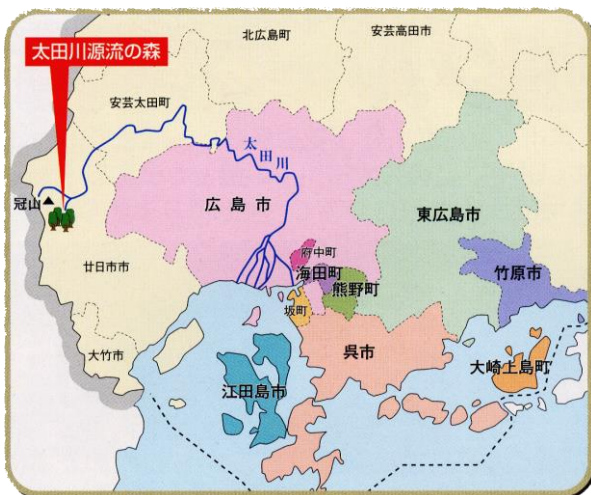 北広島町
安芸高田市
太田川源流の森
安芸太田町
太田川
冠山
広島市
東広島市
府中町
海田町
竹原市
廿日市市
熊野町
坂町
呉市
大竹市
大崎上島町
江田島市